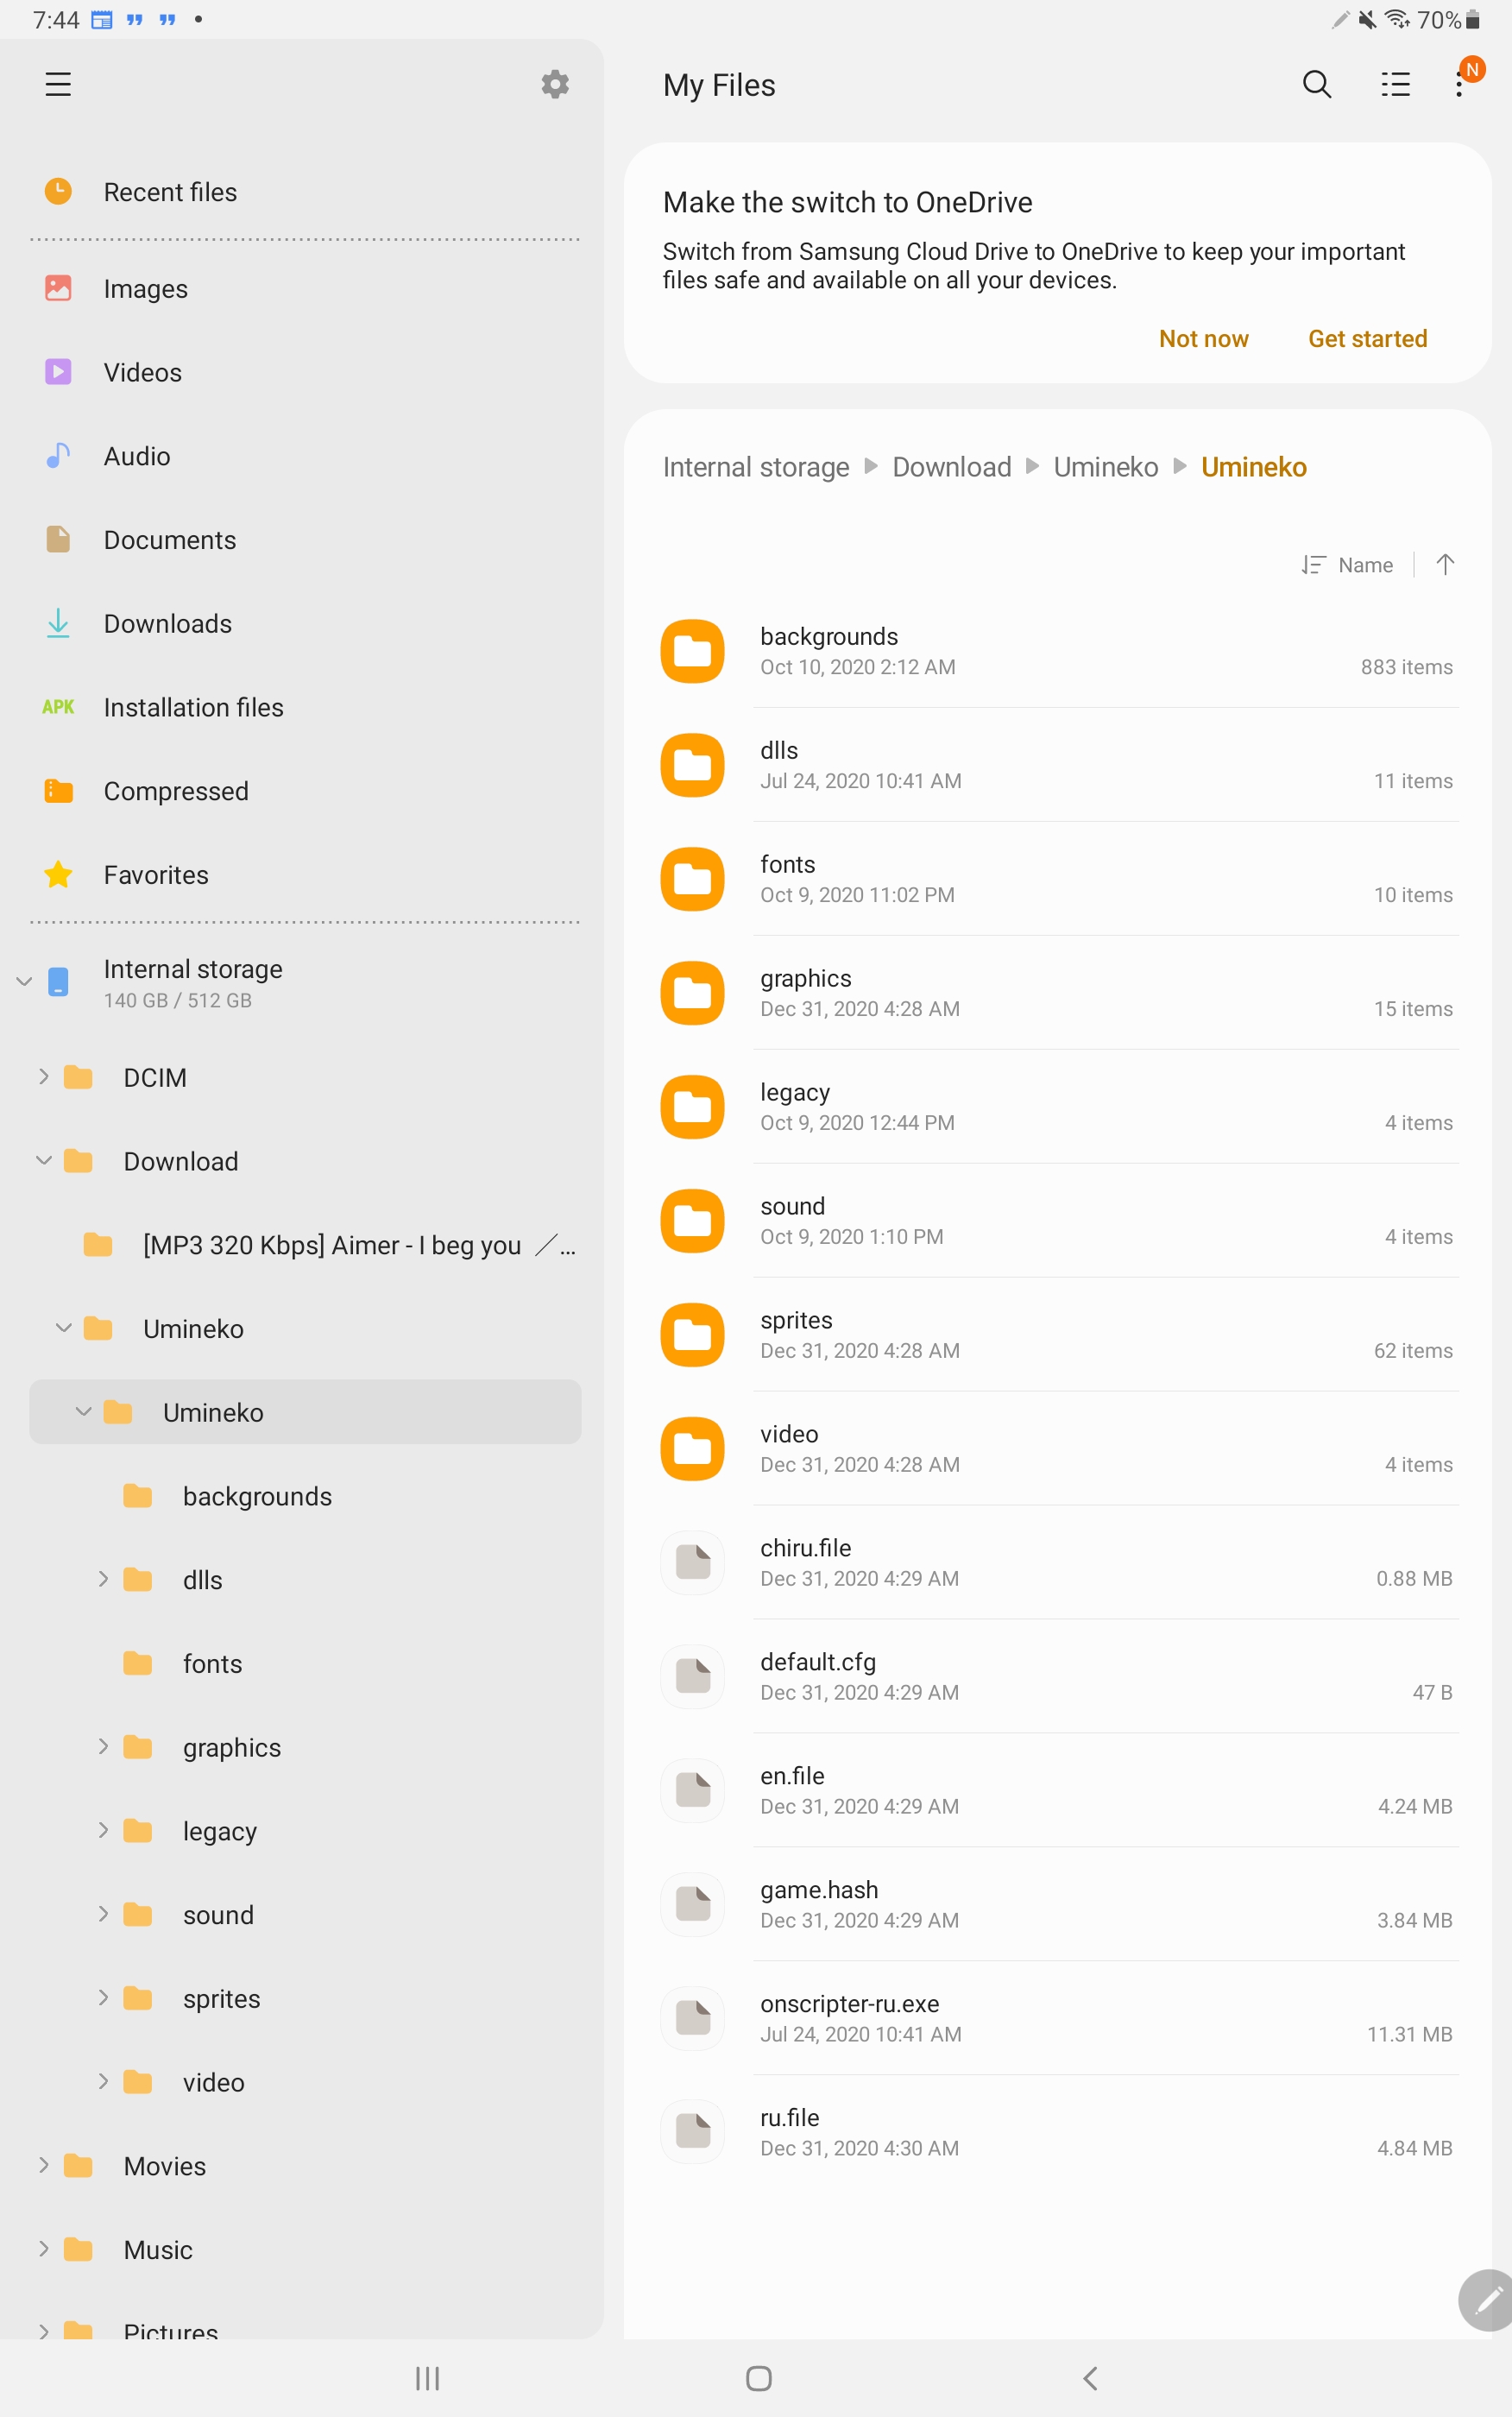 7:44
70%
Recent files
Images
Videos
Audio
Documents
Downloads
APK Installation files
Compressed
Favorites
Internal storage
140 GB / 512 GB
DCIM
Download
[MP3 320 Kbps] Aimer - I beg you ／...
Umineko
Umineko
backgrounds
dlls
fonts
graphics
legacy
sound
sprites
video
Movies
Music
Pictures
My Files
N
Make the switch to OneDrive
Switch from Samsung Cloud Drive to OneDrive to keep your important
files safe and available on all your devices.
Not now Get started
Internal storage Download Umineko Umineko
Name
backgrounds
Oct 10, 2020 2:12 AM 883 items
dlls
Jul 24, 2020 10:41 AM 11 items
fonts
Oct 9, 2020 11:02 PM 10 items
graphics
Dec 31, 2020 4:28 AM 15 items
legacy
Oct 9, 2020 12:44 PM 4 items
sound
Oct 9, 2020 1:10 PM 4 items
sprites
Dec 31, 2020 4:28 AM 62 items
video
Dec 31, 2020 4:28 AM 4 items
chiru.file
Dec 31, 2020 4:29 AM 0.88 MB
default.cfg
Dec 31, 2020 4:29 AM 47 B
en.file
Dec 31, 2020 4:29 AM 4.24 MB
game.hash
Dec 31, 2020 4:29 AM 3.84 MB
onscripter-ru.exe
Jul 24, 2020 10:41 AM 11.31 MB
ru.file
Dec 31, 2020 4:30 AM 4.84 MB